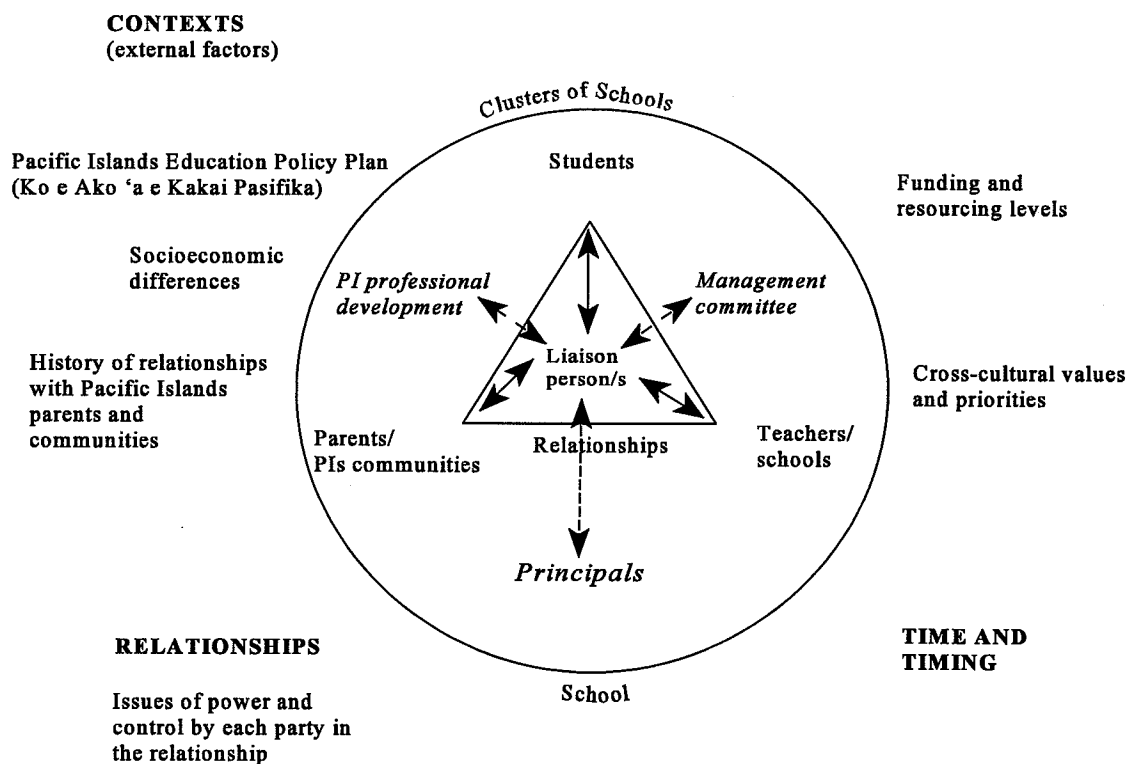 CONTEXTS
(external factors)
Clusters of Schools
Pacific Islands Education Policy Plan
(Ko e Ako ‘a e Kakai Pasifika)
Students
Funding and
resourcing levels
Socioeconomic
differences
PI professional
development
Management
committee
Liaison
person/s
History of relationships
with Pacific Islands
parents and
communities
Cross-cultural values
and priorities
Parents/
PIs communities
Relationships
Teachers/
schools
Principals
RELATIONSHIPS
TIME AND
TIMING
School
Issues of power and
control by each party in
the relationship